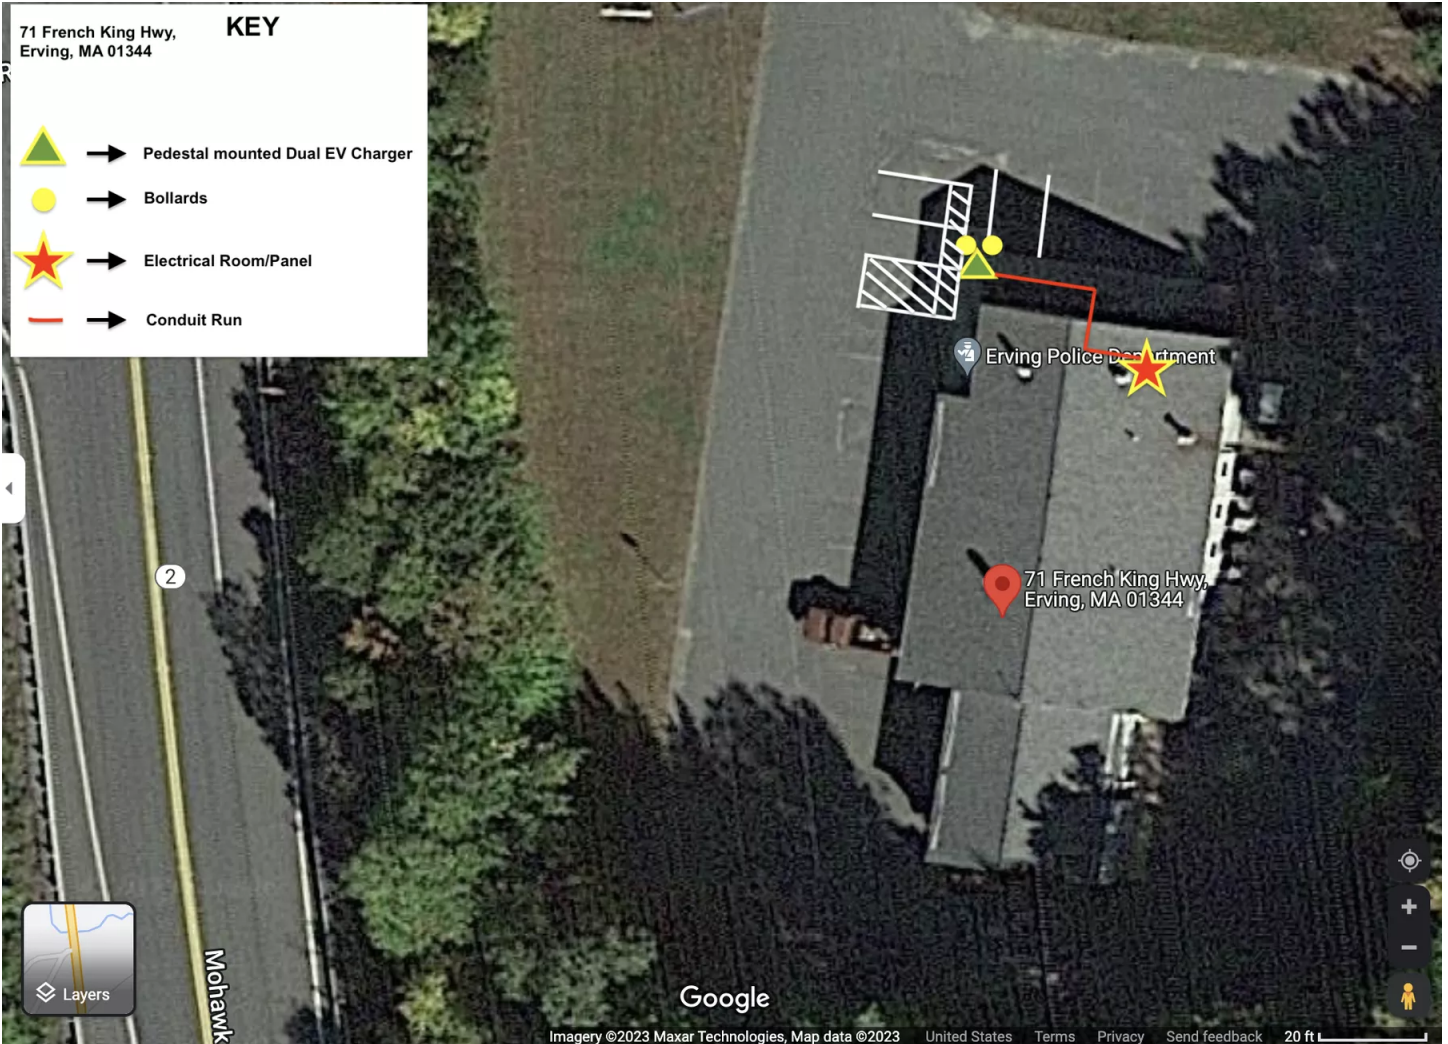 71 French King Hwy,
Erving, MA 01344
KEY
Pedestal mounted Dual EV Charger
Bollards
Electrical Room/Panel
Conduit Run
Erving Police Department
71 French King Hwy,
Erving, MA 01344
2
Mohawk
Layers
Google
Imagery ©2023 Maxar Technologies, Map data ©2023 United States Terms Privacy Send feedback 20 ft